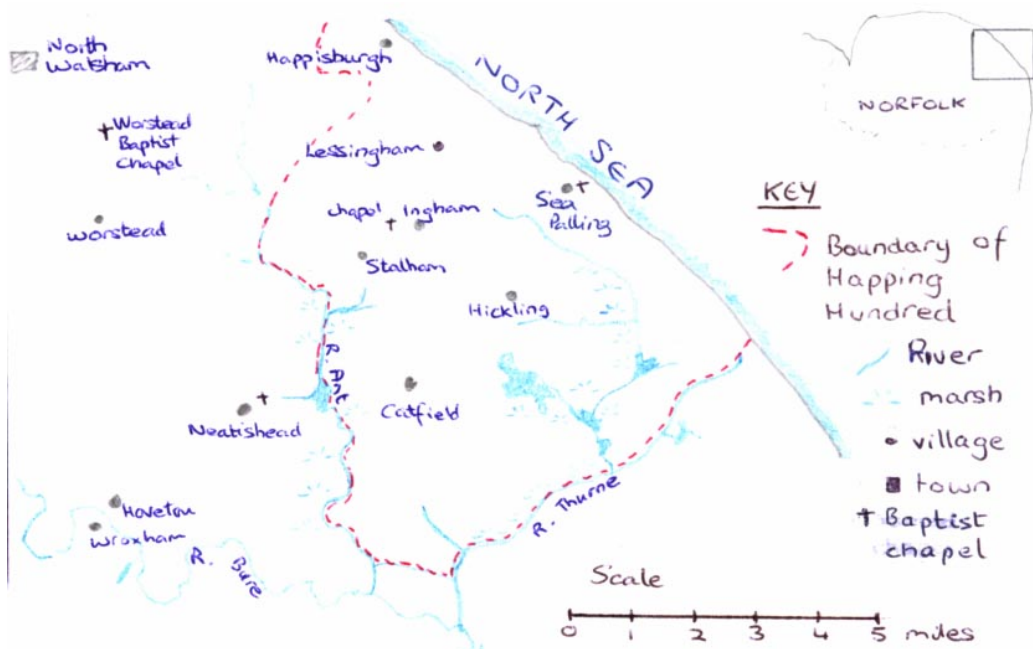 North
Walsham
Happisburgh
NORTH SEA
NORFOLK
Worstead
Baptist
Chapel
Lessingham
Sea
Palling
KEY
Chapel Ingham
Worstead
Stalham
Boundary of
Happing
Hundred
Hickling
River
R. Ant
marsh
Catfield
Neatishead
village
town
R. Thurne
Hoveton
Wroxham
Baptist
chapel
R. Bure
Scale
0 1 2 3 4 5 miles